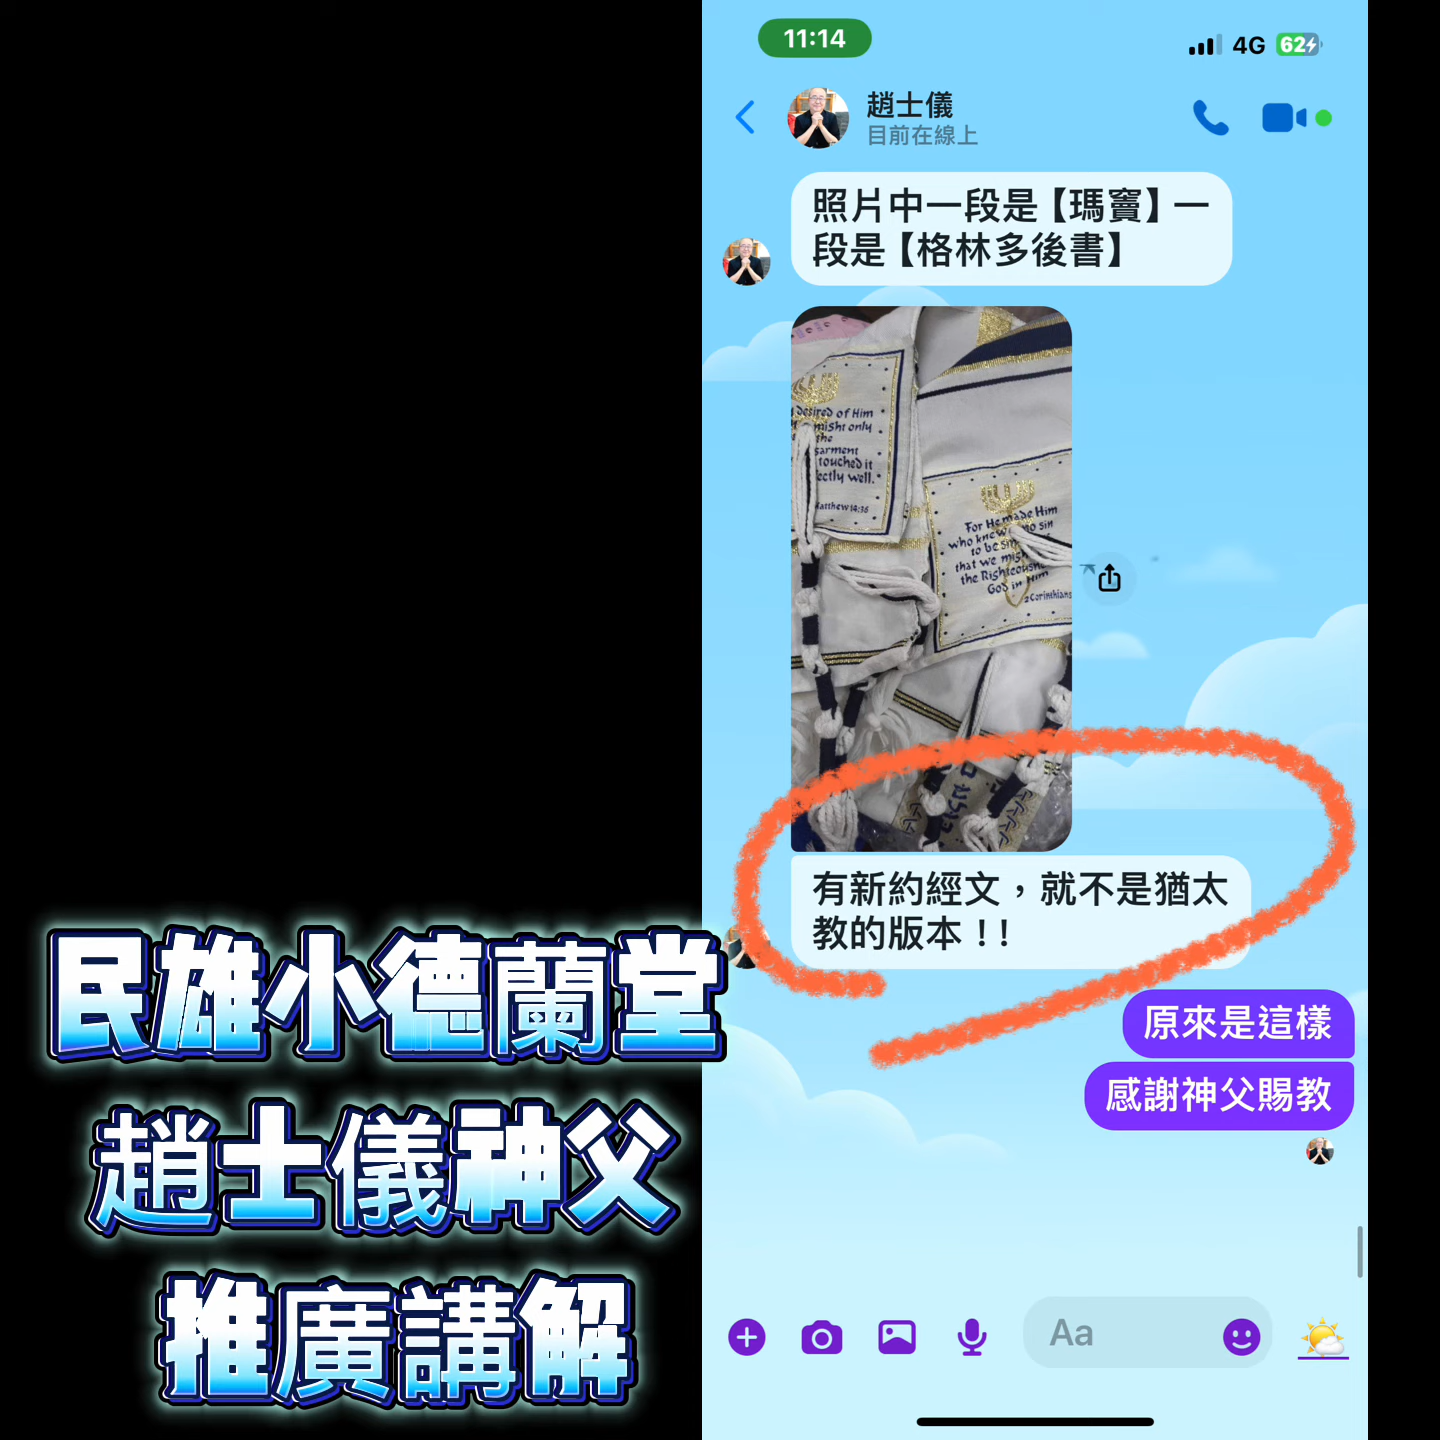 11:14
4G
62
趙士儀
目前在線上
照片中一段是【瑪竇】一
段是【格林多後書】
desired of Him
might only
the
garment
touched it
ectly well.
Matthew 14:36
For He made Him
who knew no sin
to be sin
that we mi
the Righteousn
God in Him
2 Corinthians
有新約經文，就不是猶太
教的版本！！
原來是這樣
感謝神父賜教
Aa
民雄小德蘭堂
趙士儀神父
推廣講解